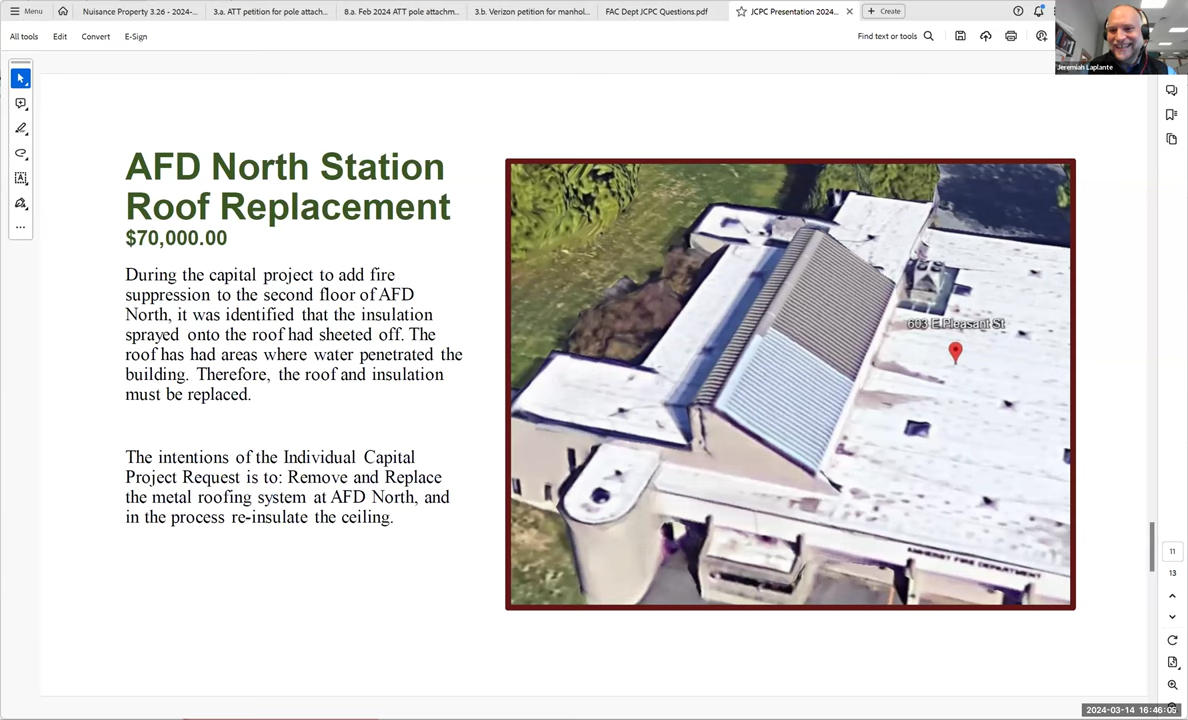 Menu
Nuisance Property 3.26 - 2024-...
3.a. ATT petition for pole attach...
8.a. Feb 2024 ATT pole attachm...
3.b. Verizon petition for manhol...
FAC Dept JCPC Questions.pdf
JCPC Presentation 2024...
Create
All tools
Edit
Convert
E-Sign
Find text or tools
Jeremiah Laplante
AFD North Station
Roof Replacement
$70,000.00
During the capital project to add fire
suppression to the second floor of AFD
North, it was identified that the insulation
sprayed onto the roof had sheeted off. The
roof has had areas where water penetrated the
building. Therefore, the roof and insulation
must be replaced.
The intentions of the Individual Capital
Project Request is to: Remove and Replace
the metal roofing system at AFD North, and
in the process re-insulate the ceiling.
603 E Pleasant St
AMHERST FIRE DEPARTMENT
11
13
2024-03-14 16:46:05